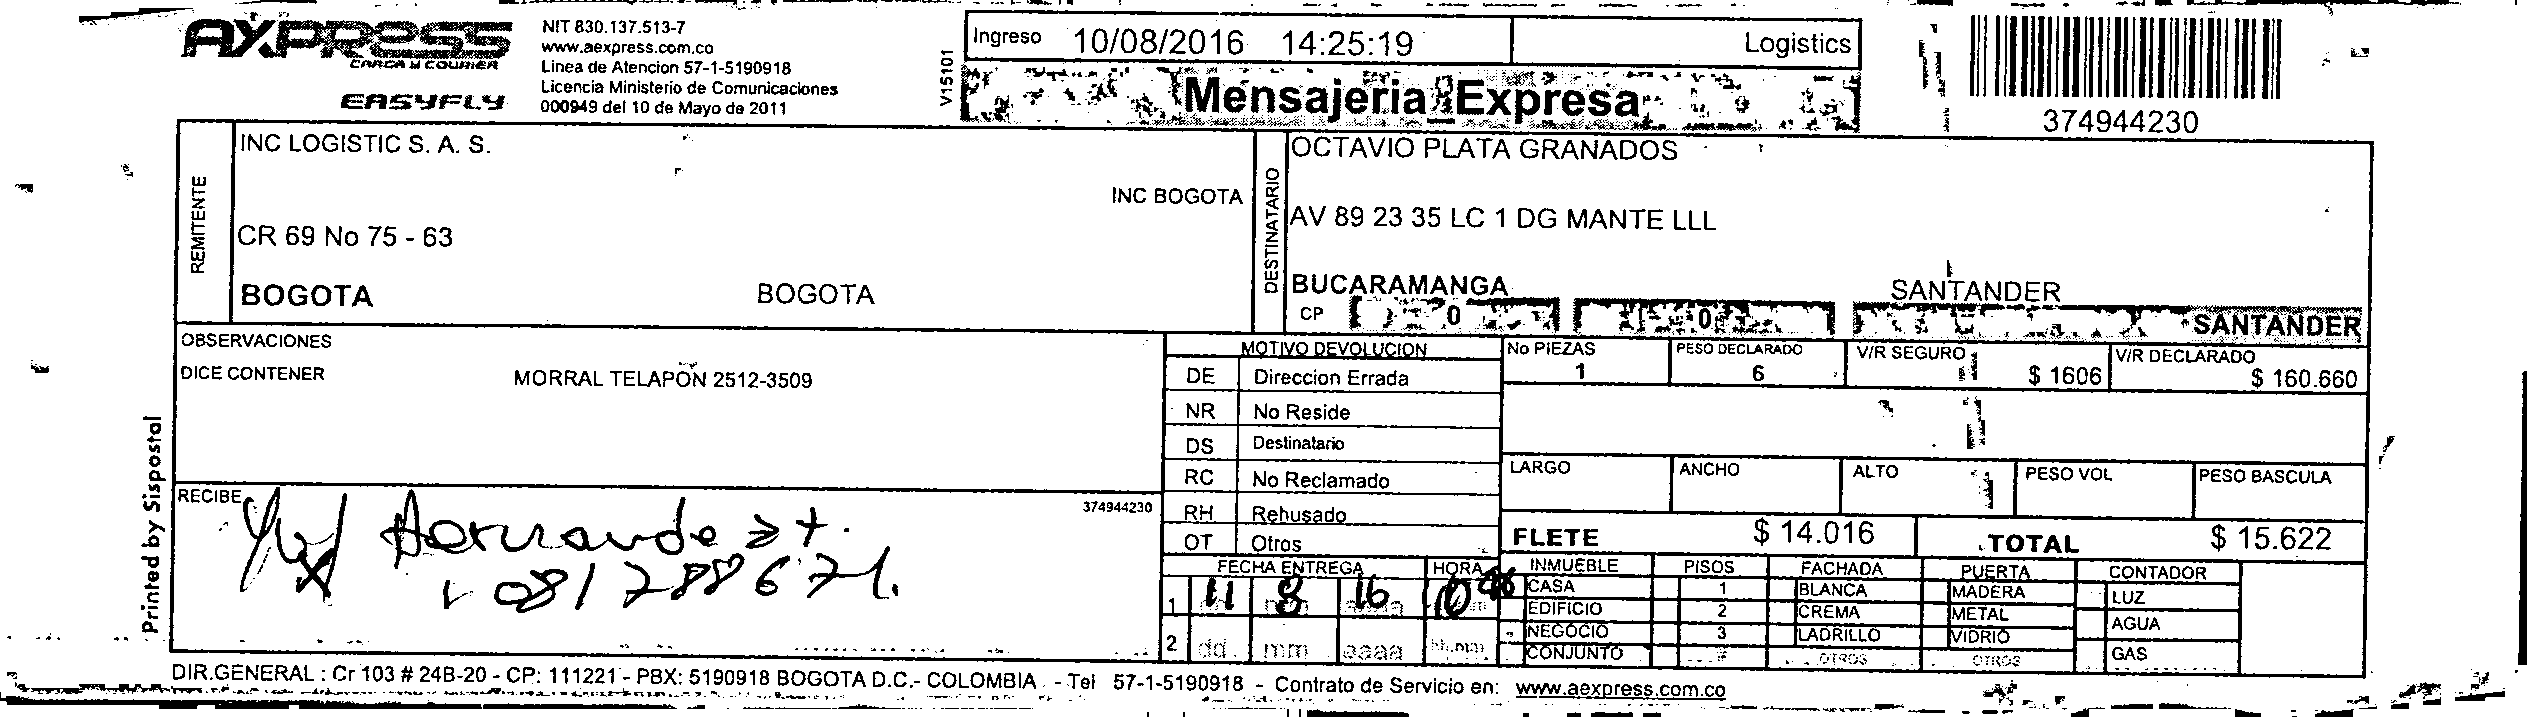 AXPRESS
CARGA Y COURIER
EASYFLY
NIT 830.137.513-7
www.aexpress.com.co
Linea de Atencion 57-1-5190918
Licencia Ministerio de Comunicaciones
000949 del 10 de Mayo de 2011
V15101
Ingreso 10/08/2016 14:25:19 Logistics
Mensajeria Expresa
374944230
REMITENTE
INC LOGISTIC S. A. S.
INC BOGOTA
CR 69 No 75 - 63
BOGOTA BOGOTA
DESTINATARIO
OCTAVIO PLATA GRANADOS
AV 89 23 35 LC 1 DG MANTE LLL
BUCARAMANGA SANTANDER
CP 0 0 SANTANDER
OBSERVACIONES
DICE CONTENER MORRAL TELAPON 2512-3509
MOTIVO DEVOLUCION
DE Direccion Errada
NR No Reside
DS Destinatario
RC No Reclamado
RH Rehusado
OT Otros
No PIEZAS PESO DECLARADO V/R SEGURO V/R DECLARADO
1 6 $ 1606 $ 160.660
LARGO ANCHO ALTO PESO VOL PESO BASCULA
FLETE $ 14.016 TOTAL $ 15.622
RECIBE
374944230
FECHA ENTREGA HORA
1 11 8 16
2 dd mm aaaa hh:mm
INMUEBLE PISOS FACHADA PUERTA CONTADOR
CASA 1 BLANCA MADERA LUZ
EDIFICIO 2 CREMA METAL AGUA
NEGOCIO 3 LADRILLO VIDRIO
CONJUNTO # OTROS OTROS GAS
Printed by Sispostal
DIR.GENERAL : Cr 103 # 24B-20 - CP: 111221 - PBX: 5190918 BOGOTA D.C.- COLOMBIA . - Tel 57-1-5190918 - Contrato de Servicio en: www.aexpress.com.co